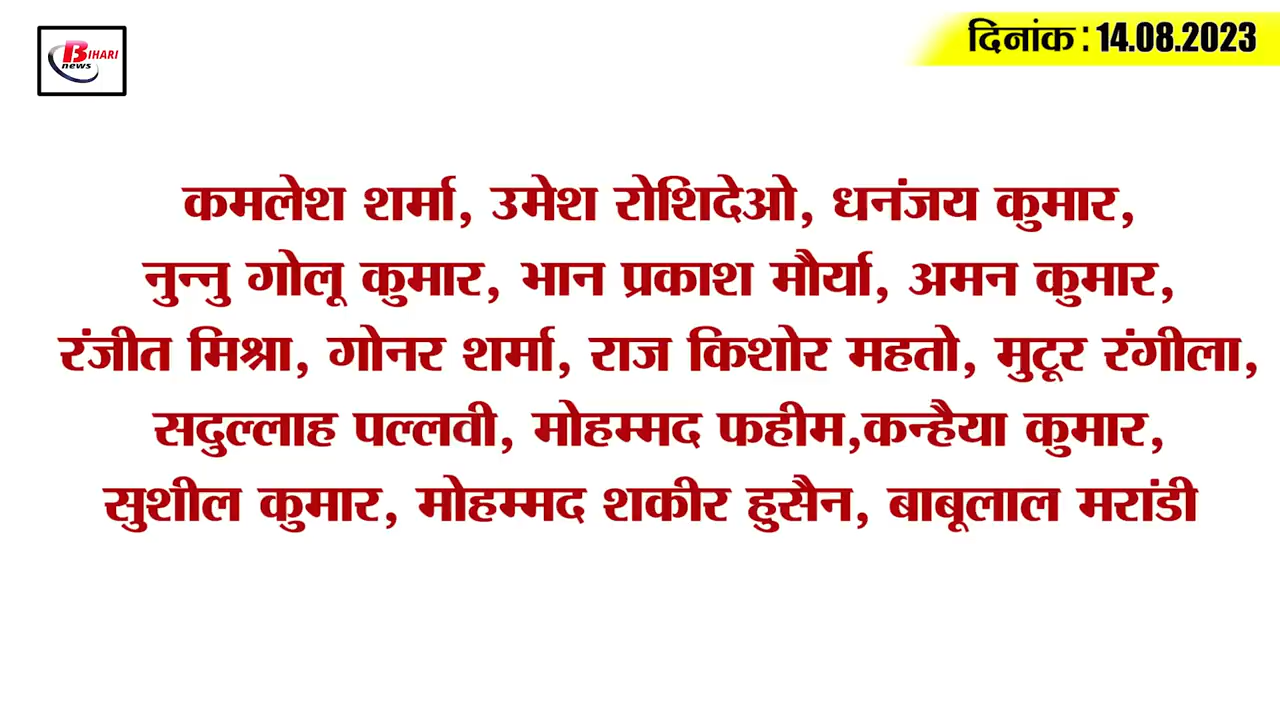 BIHARI
news
दिनांक : 14.08.2023
कमलेश शर्मा, उमेश रोशिदेओ, धनंजय कुमार,
नुन्नु गोलू कुमार, भान प्रकाश मौर्या, अमन कुमार,
रंजीत मिश्रा, गोनर शर्मा, राज किशोर महतो, मुटूर रंगीला,
सदुल्लाह पल्लवी, मोहम्मद फहीम,कन्हैया कुमार,
सुशील कुमार, मोहम्मद शकीर हुसैन, बाबूलाल मरांडी